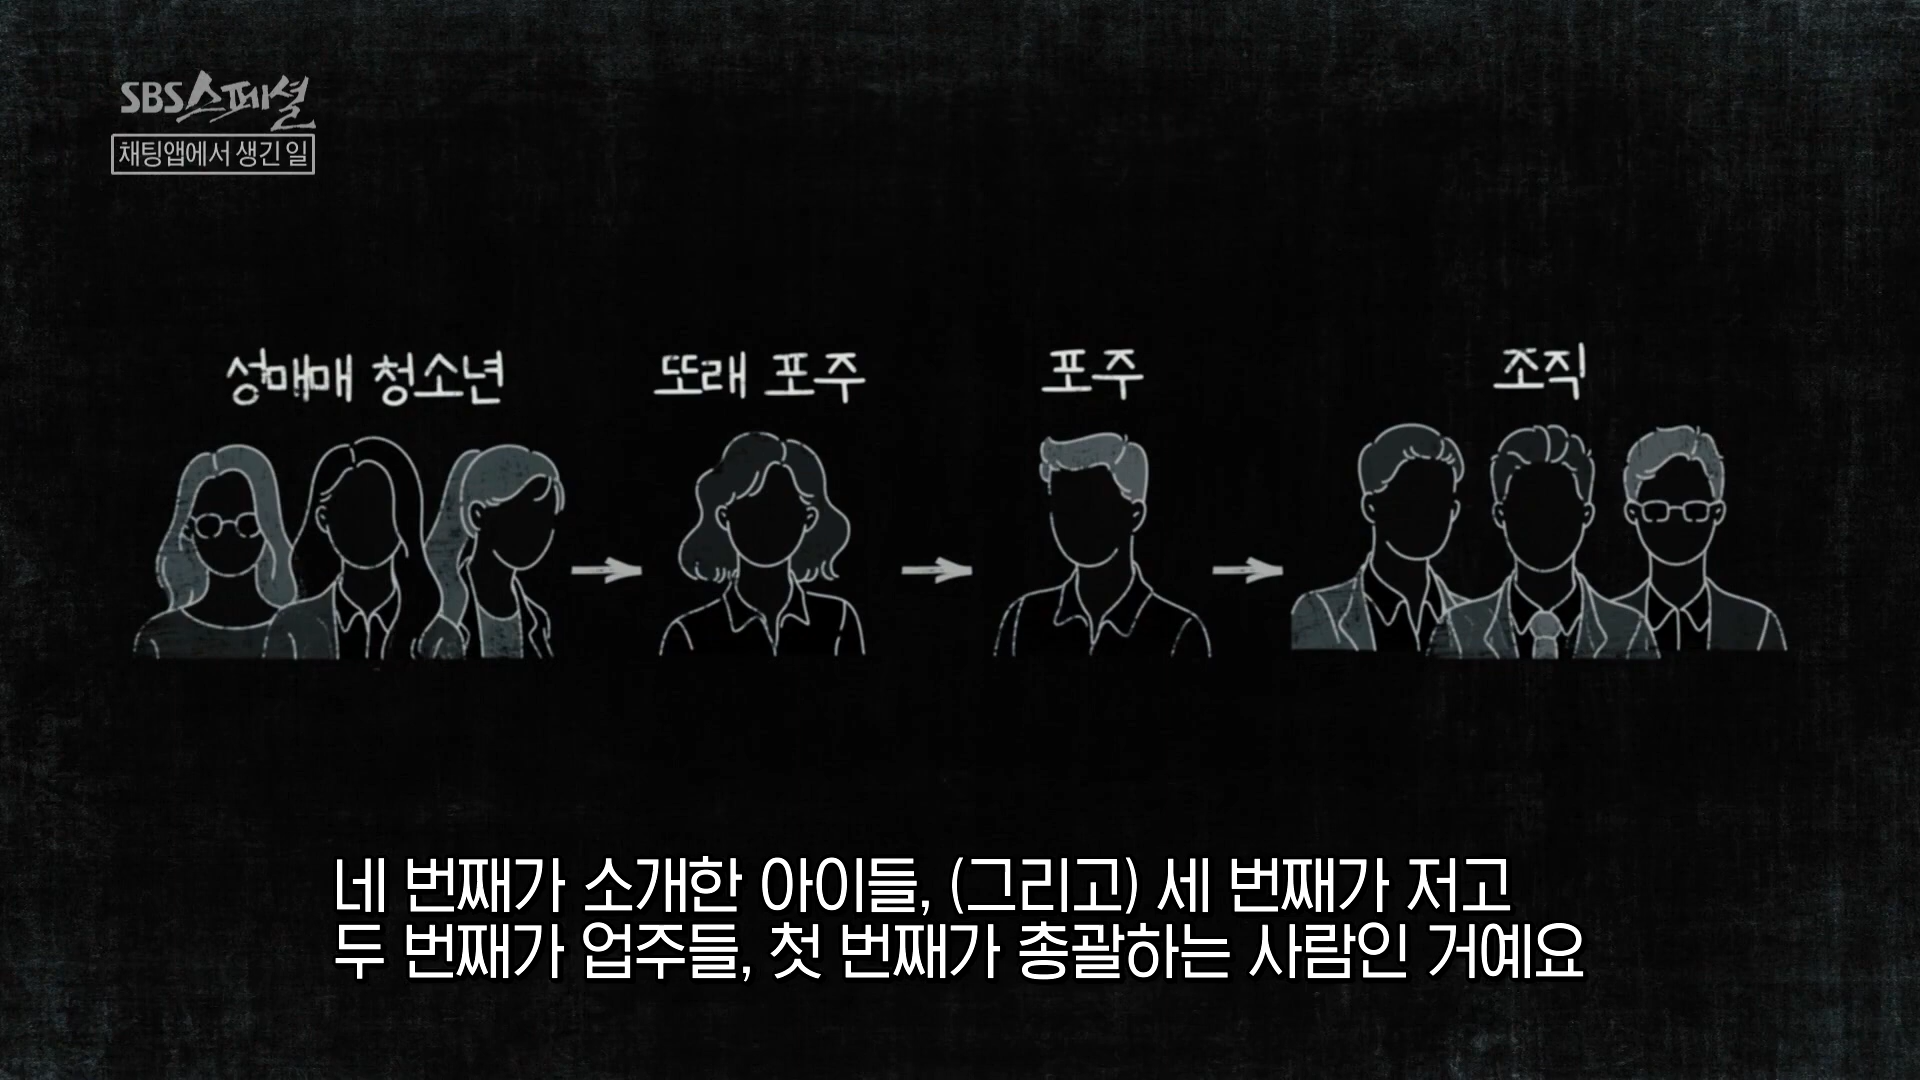 SBS스페셜
채팅앱에서 생긴 일
성매매 청소년
또래 포주
포주
조직
네 번째가 소개한 아이들, (그리고) 세 번째가 저고
두 번째가 업주들, 첫 번째가 총괄하는 사람인 거예요